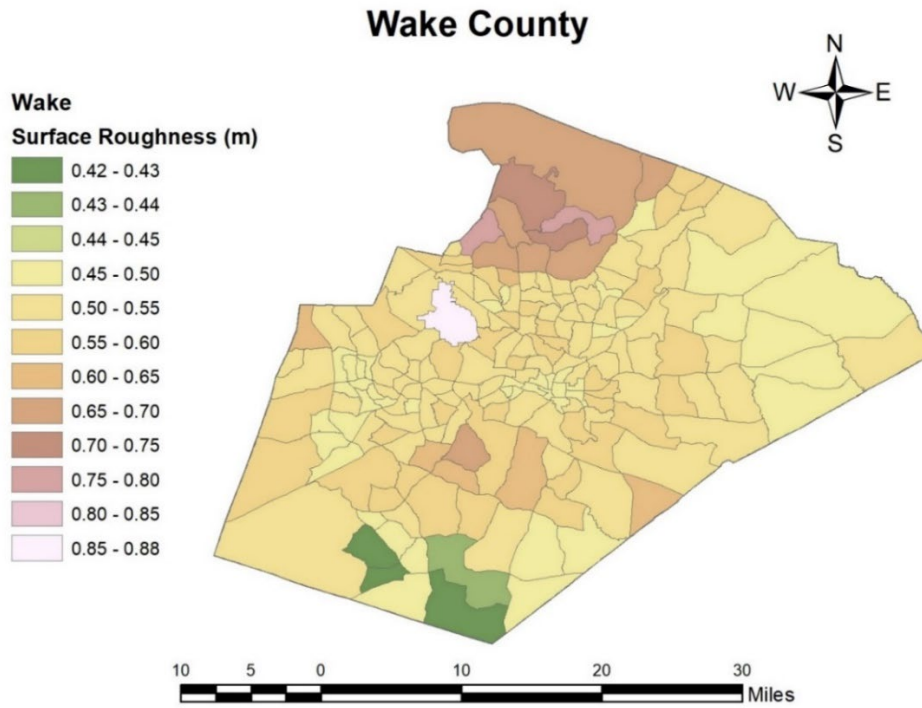 Wake County
N
W E
S
Wake
Surface Roughness (m)
0.42 - 0.43
0.43 - 0.44
0.44 - 0.45
0.45 - 0.50
0.50 - 0.55
0.55 - 0.60
0.60 - 0.65
0.65 - 0.70
0.70 - 0.75
0.75 - 0.80
0.80 - 0.85
0.85 - 0.88
10 5 0 10 20 30
Miles